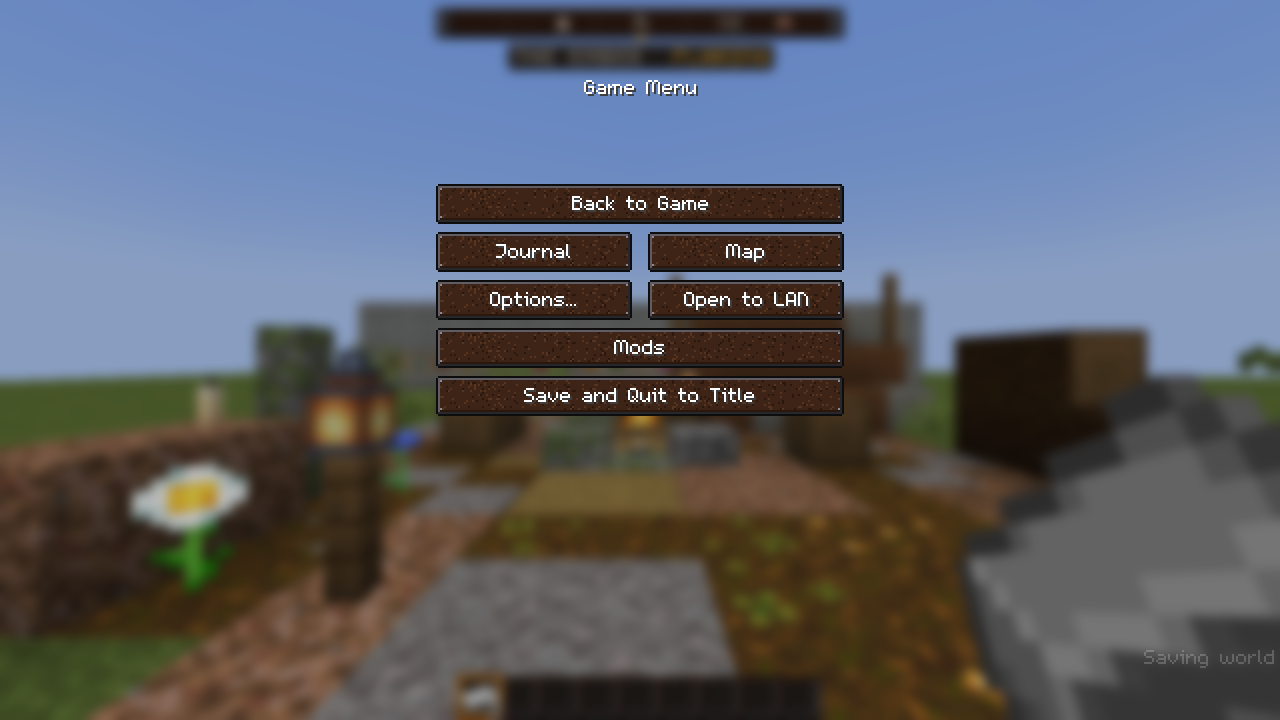 Game Menu
Back to Game
Journal
Map
Options...
Open to LAN
Mods
Save and Quit to Title
Saving world